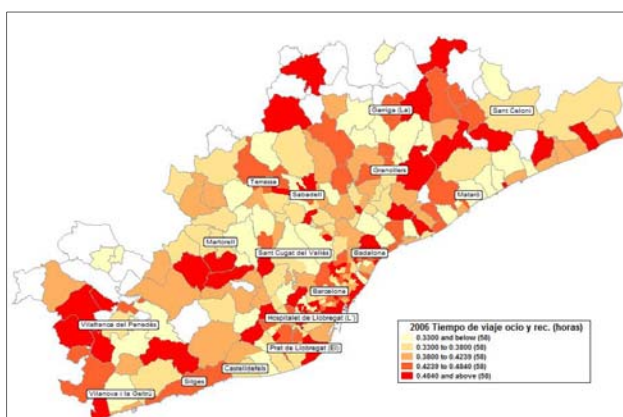 Garriga (La)
Sant Celoni
Granollers
Terrassa
Sabadell
Mataró
Martorell
Sant Cugat del Vallès
Badalona
Barcelona
Vilafranca del Penedès
Hospitalet de Llobregat (L')
Prat de Llobregat (El)
Castelldefels
Sitges
Vilanova i la Geltrú
2006 Tiempo de viaje ocio y rec. (horas)
0.3300 and below (58)
0.3300 to 0.3800 (58)
0.3800 to 0.4239 (58)
0.4239 to 0.4840 (58)
0.4840 and above (58)